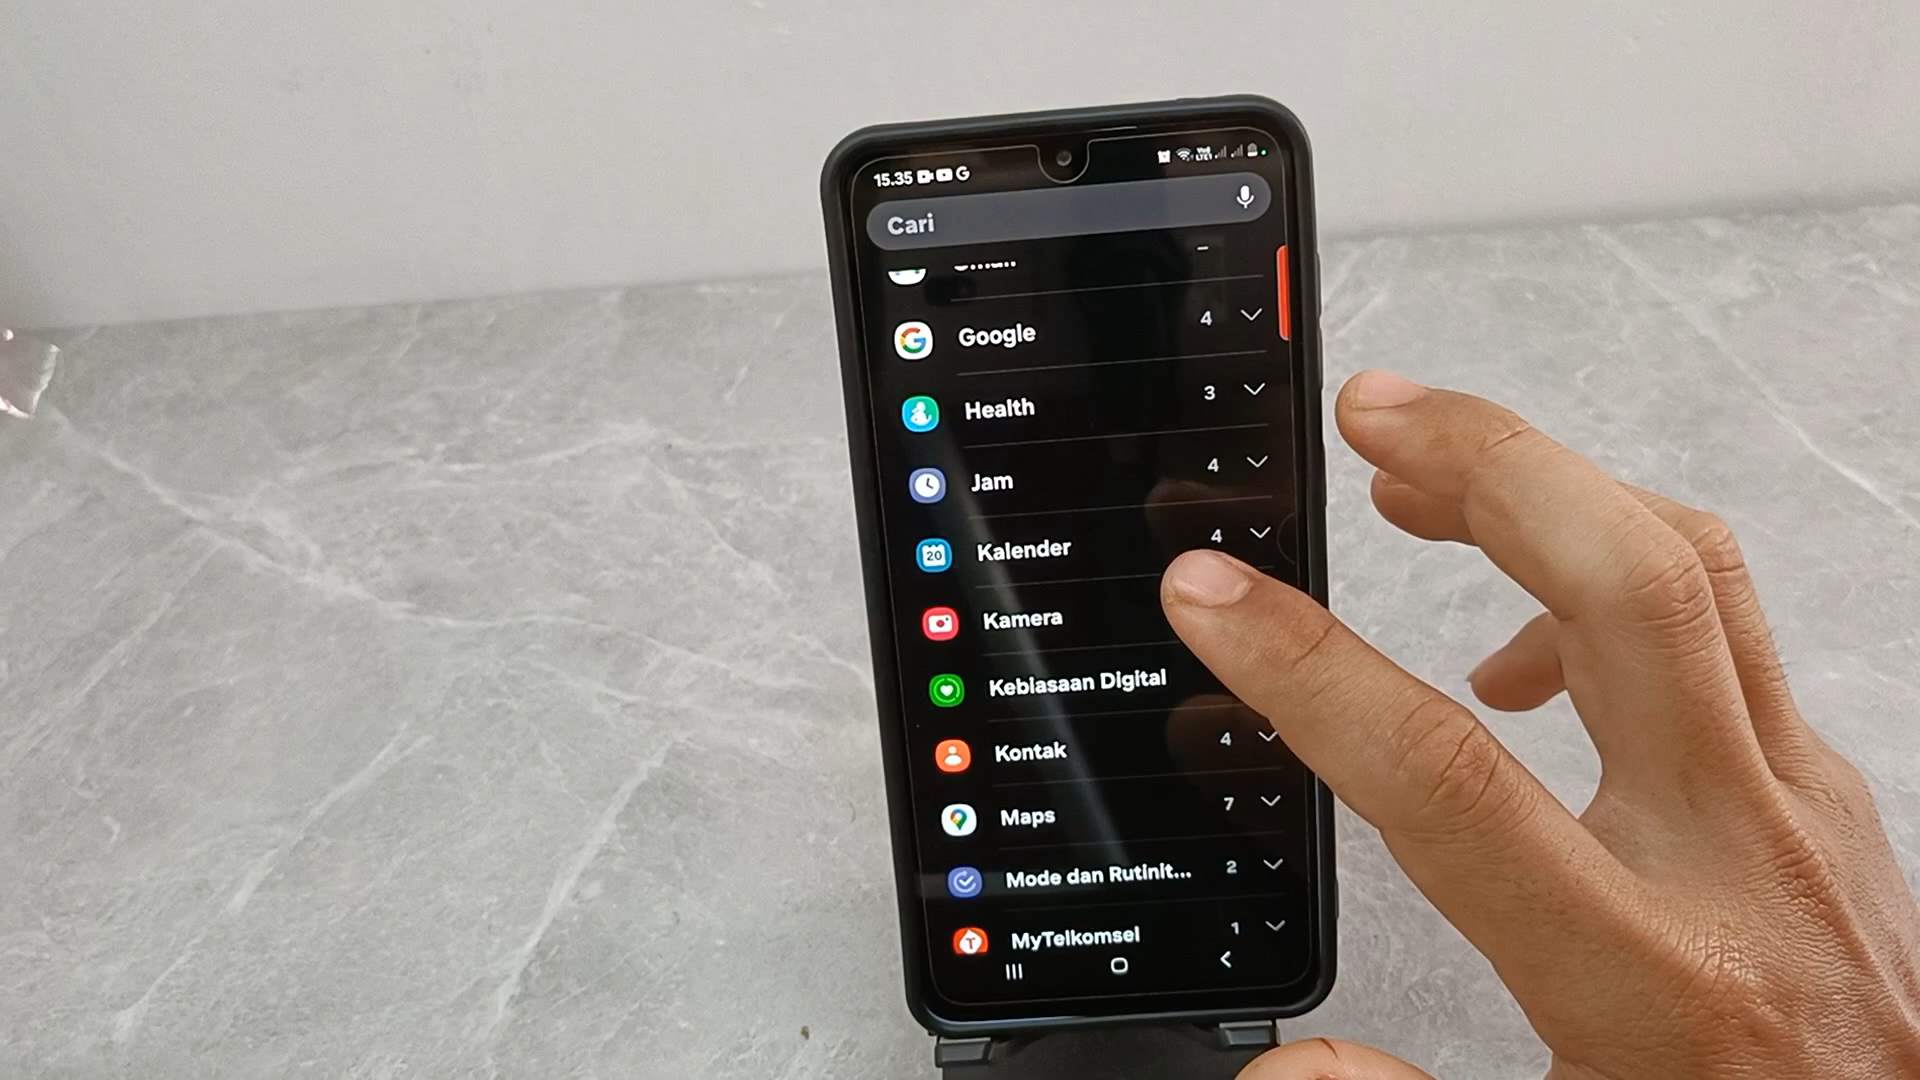 15.35 G
Cari
Google 4
Health 3
Jam 4
20 Kalender 4
Kamera
Kebiasaan Digital
Kontak 4
Maps 7
Mode dan Rutinit... 2
T MyTelkomsel 1